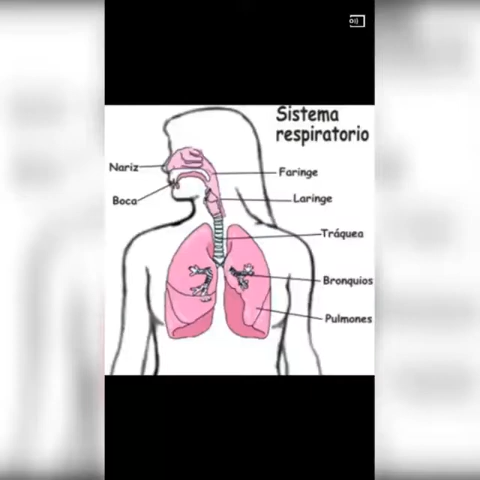 Sistema
respiratorio
Nariz
Faringe
Boca
Laringe
Tráquea
Bronquios
Pulmones